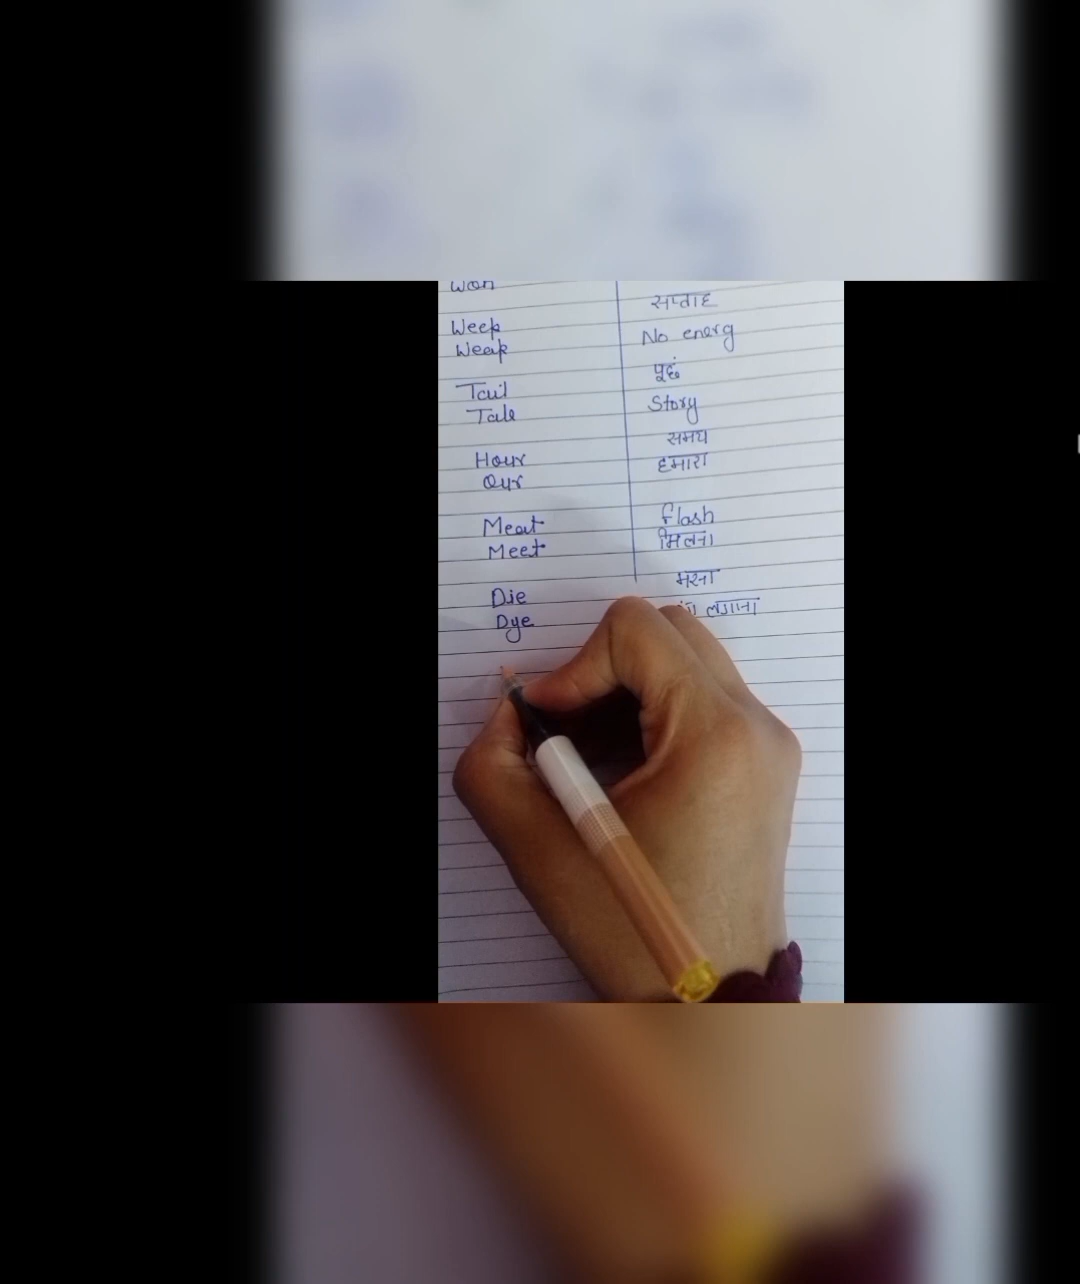 Won
सप्ताह
Week
No energ
Weak
पूछं
Tail
Story
Tale
समय
Hour
हमारा
Our
Flash
Meat
मिलना
Meet
मरना
Die
लगाना
Dye